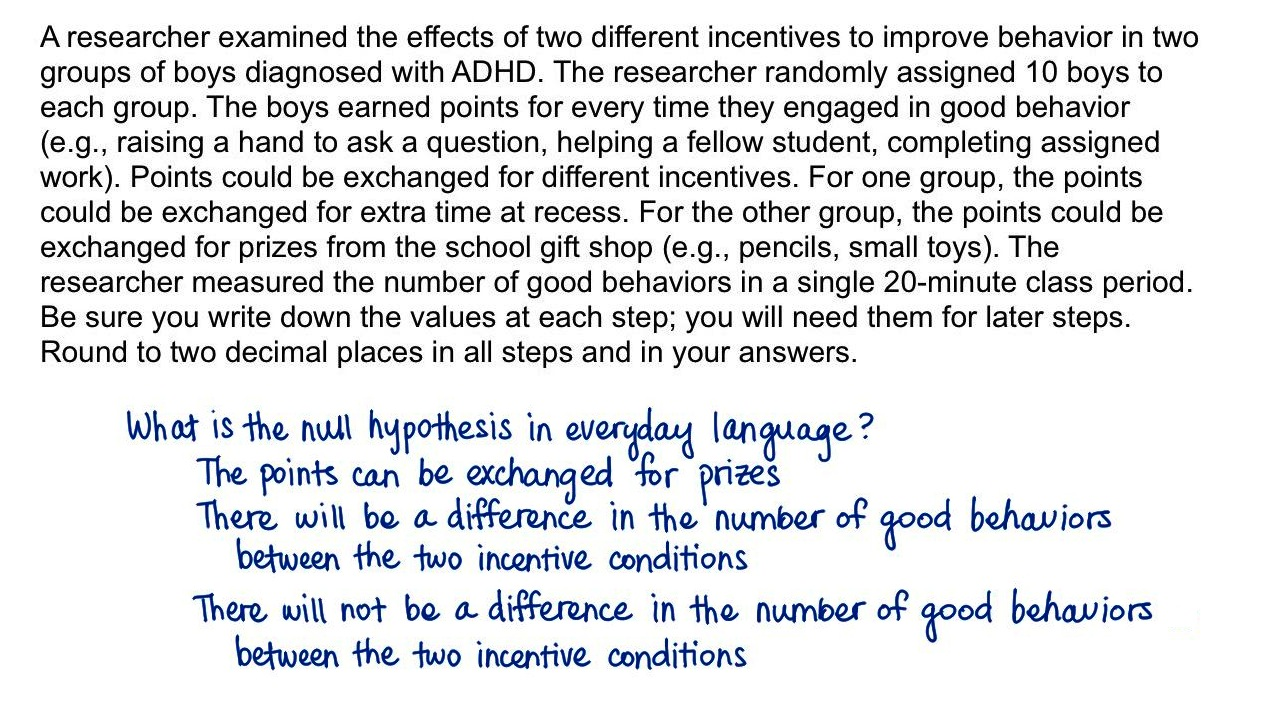 A researcher examined the effects of two different incentives to improve behavior in two
groups of boys diagnosed with ADHD. The researcher randomly assigned 10 boys to
each group. The boys earned points for every time they engaged in good behavior
(e.g., raising a hand to ask a question, helping a fellow student, completing assigned
work). Points could be exchanged for different incentives. For one group, the points
could be exchanged for extra time at recess. For the other group, the points could be
exchanged for prizes from the school gift shop (e.g., pencils, small toys). The
researcher measured the number of good behaviors in a single 20-minute class period.
Be sure you write down the values at each step; you will need them for later steps.
Round to two decimal places in all steps and in your answers.
What is the null hypothesis in everyday language?
The points can be exchanged for prizes
There will be a difference in the number of good behaviors
between the two incentive conditions
There will not be a difference in the number of good behaviors
between the two incentive conditions